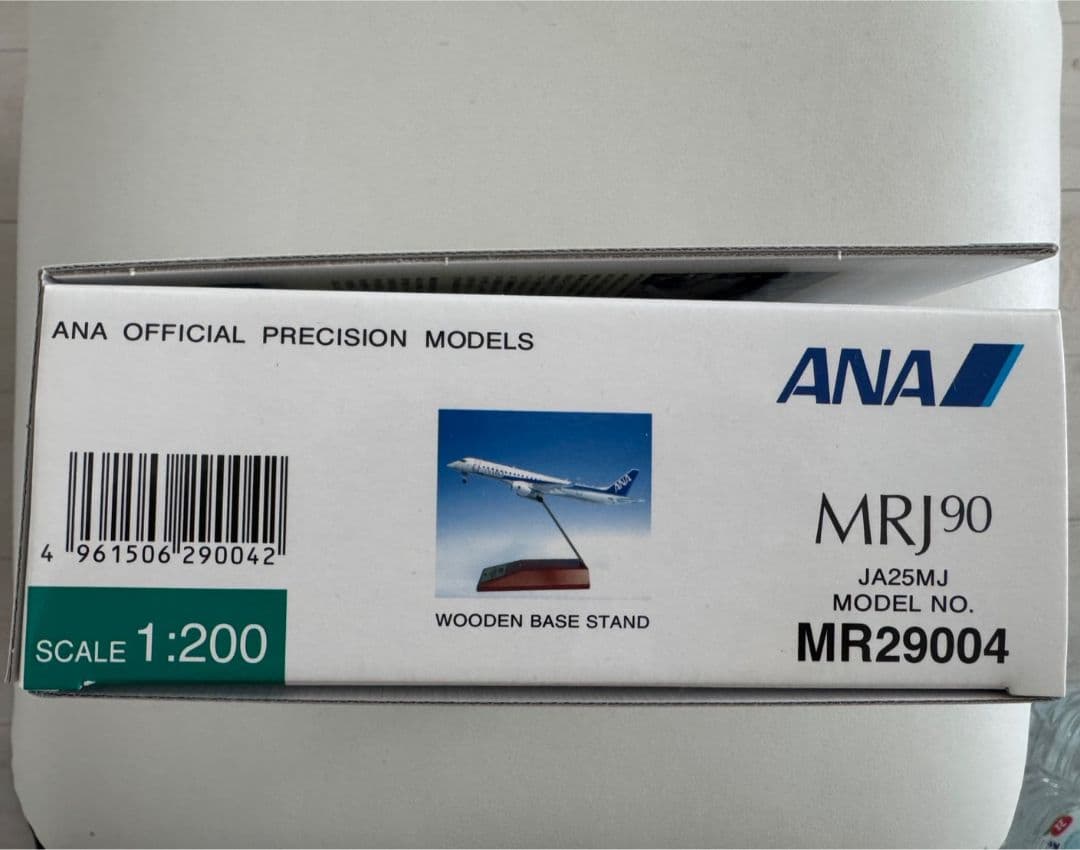 ANA OFFICIAL PRECISION MODELS
ANA
ANA
4 961506 290042
MRJ90
JA25MJ
MODEL NO.
MR29004
WOODEN BASE STAND
SCALE 1:200